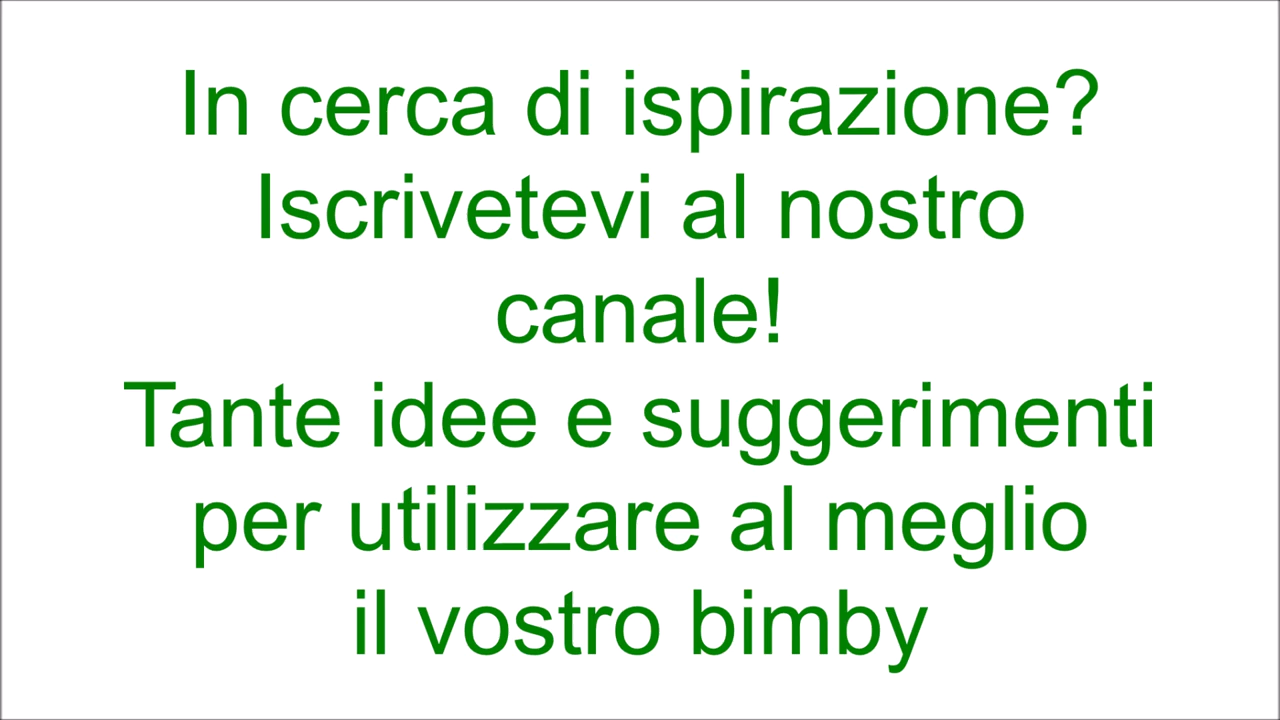 In cerca di ispirazione?
Iscrivetevi al nostro
canale!
Tante idee e suggerimenti
per utilizzare al meglio
il vostro bimby